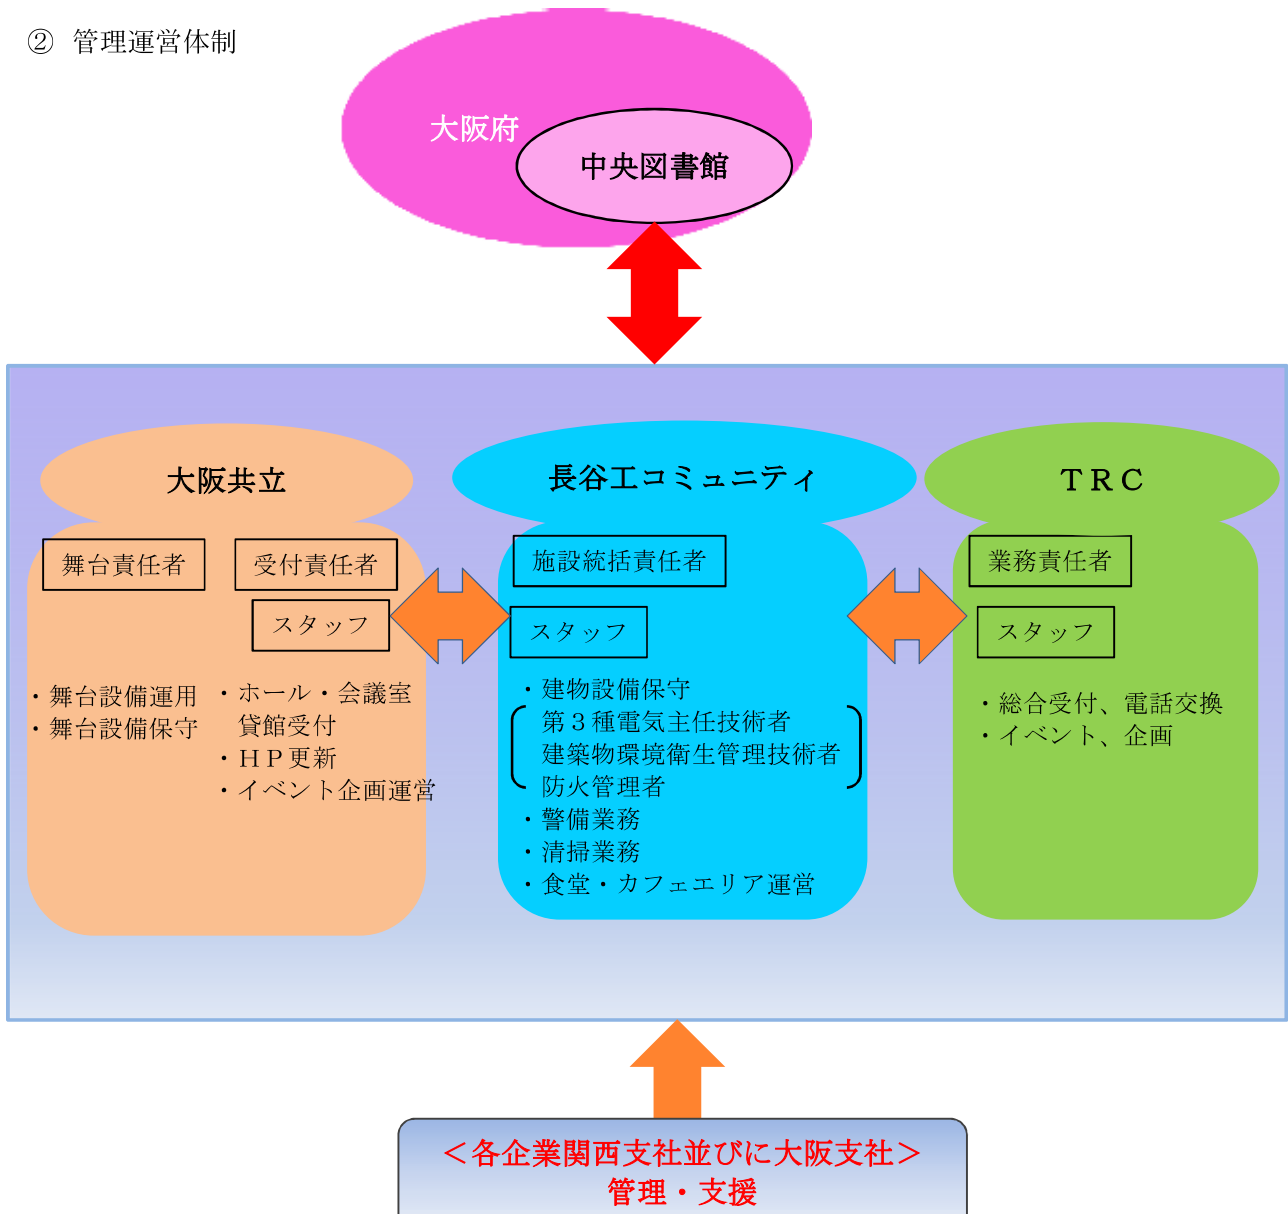 ② 管理運営体制
大阪府
中央図書館
大阪共立
舞台責任者
受付責任者
スタッフ
・舞台設備運用
・舞台設備保守
・ホール・会議室
貸館受付
・ＨＰ更新
・イベント企画運営
長谷工コミュニティ
施設統括責任者
スタッフ
・建物設備保守
第３種電気主任技術者
建築物環境衛生管理技術者
防火管理者
・警備業務
・清掃業務
・食堂・カフェエリア運営
ＴＲＣ
業務責任者
スタッフ
・総合受付、電話交換
・イベント、企画
＜各企業関西支社並びに大阪支社＞
管理・支援